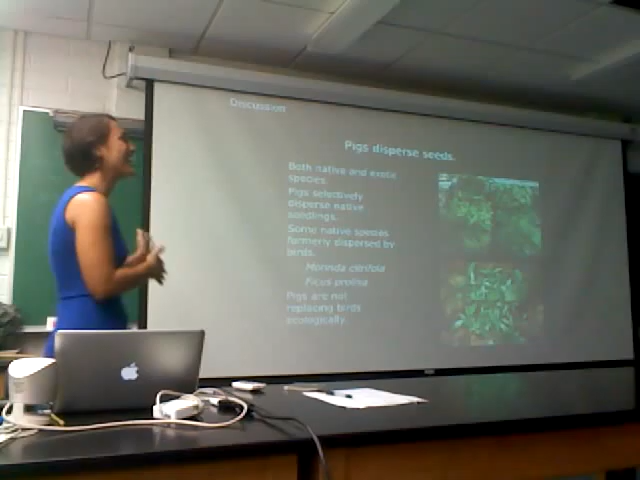 Discussion
Pigs disperse seeds.
Both native and exotic
species.
Pigs selectively
disperse native
seedlings.
Some native species
formerly dispersed by
birds.
Morinda citrifolia
Ficus prolixa
Pigs are not
replacing birds
ecologically.